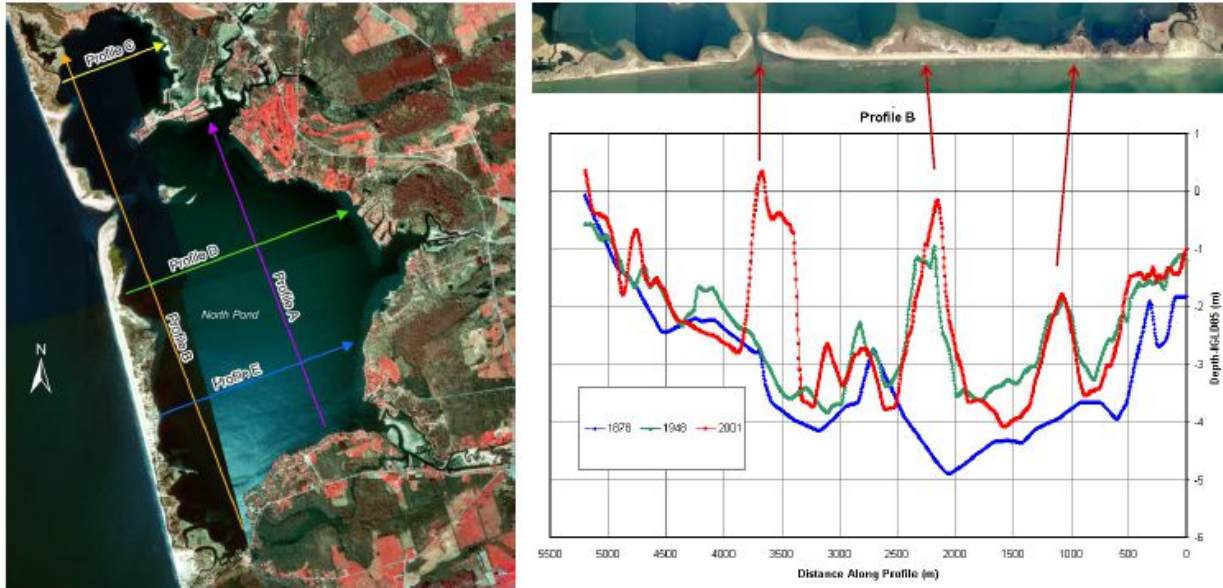 Profile C
Profile D
Profile A
North Pond
Profile B
Profile E
N
Profile B
1
0
-1
-2
-3
-4
-5
-6
Depth-IGLD85 (m)
1878
1948
2001
5500
5000
4500
4000
3500
3000
2500
2000
1500
1000
500
0
Distance Along Profile (m)